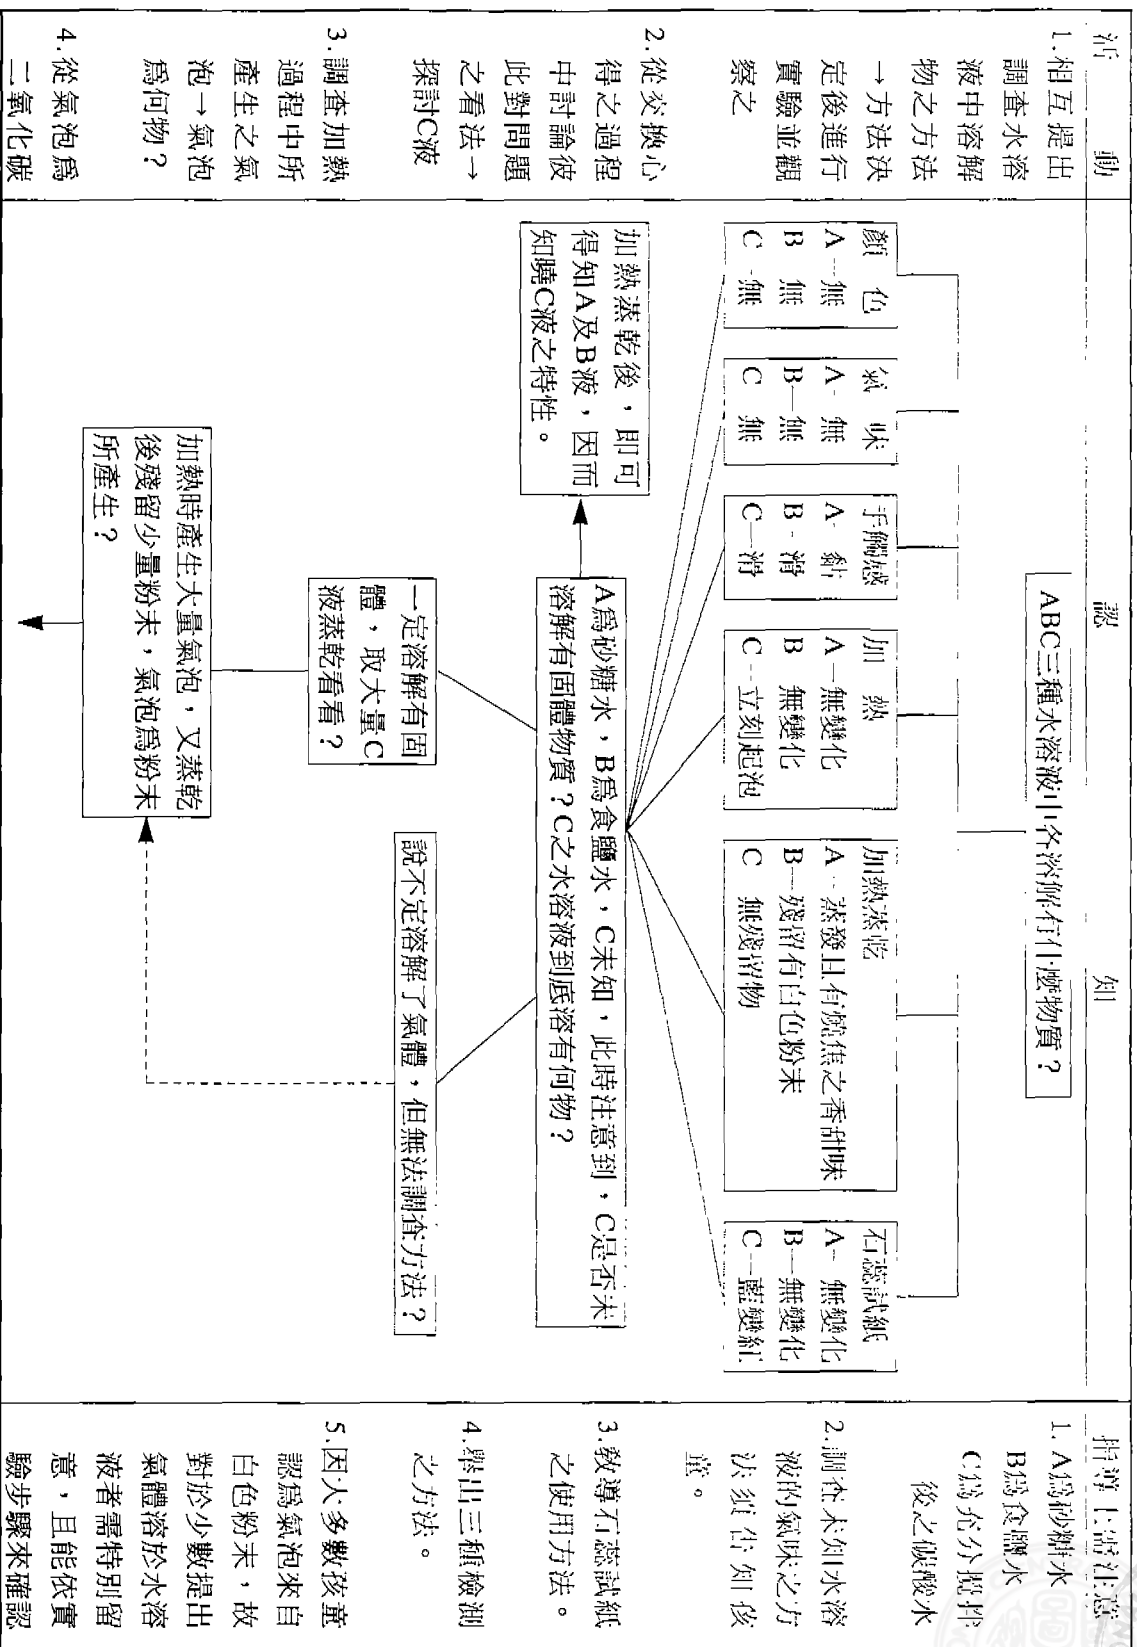 活動
1.相互提出
調查水溶
液中溶解
物之方法
→方法決
定後進行
實驗並觀
察之
2.從交換心
得之過程
中討論彼
此對問題
之看法→
探討C液
3.調查加熱
過程中所
產生之氣
泡→氣泡
爲何物?
4.從氣泡爲
二氧化碳
認知
ABC三種水溶液中各溶解有什麼物質?
顏色
A—無
B 無
C-無
氣味
A-無
B—無
C 無
手觸感
A-黏
B-滑
C—滑
加熱
A—無變化
B 無變化
C—立刻起泡
加熱蒸乾
A—蒸發且有燒焦之香甜味
B—殘留有白色粉末
C 無殘留物
石蕊試紙
A-無變化
B—無變化
C—藍變紅
加熱蒸乾後,即可
得知A及B液,因而
知曉C液之特性。
A爲砂糖水,B爲食鹽水,C未知,此時注意到,C是否未
溶解有固體物質?C之水溶液到底溶有何物?
一定溶解有固
體,取大量C
液蒸乾看看?
說不定溶解了氣體,但無法調查方法?
加熱時產生大量氣泡,又蒸乾
後殘留少量粉末,氣泡爲粉末
所產生?
指導上需注意
1. A爲砂糖水
B爲食鹽水
C爲充分攪拌
後之碳酸水
2.調查未知水溶
液的氣味之方
法須告知孩
童。
3.教導石蕊試紙
之使用方法。
4.舉出三種檢測
之方法。
5.因大多數孩童
認爲氣泡來自
白色粉末,故
對於少數提出
氣體溶於水溶
液者需特別留
意,且能依實
驗步驟來確認